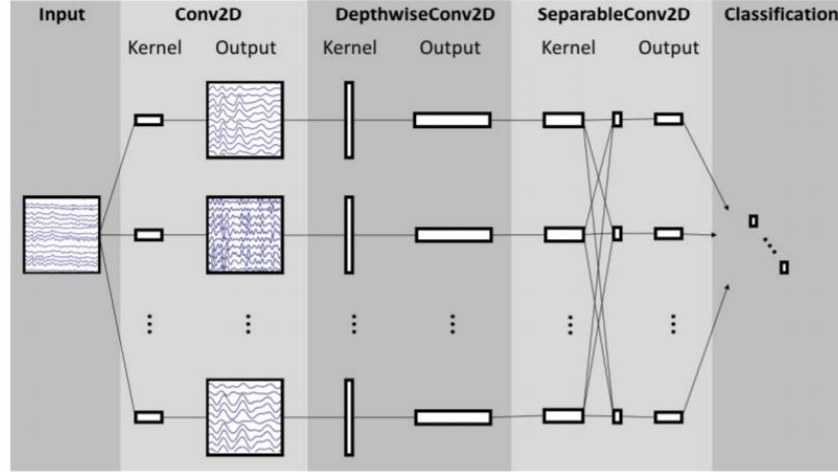 Input Conv2D DepthwiseConv2D SeparableConv2D Classification
Kernel Output Kernel Output Kernel Output